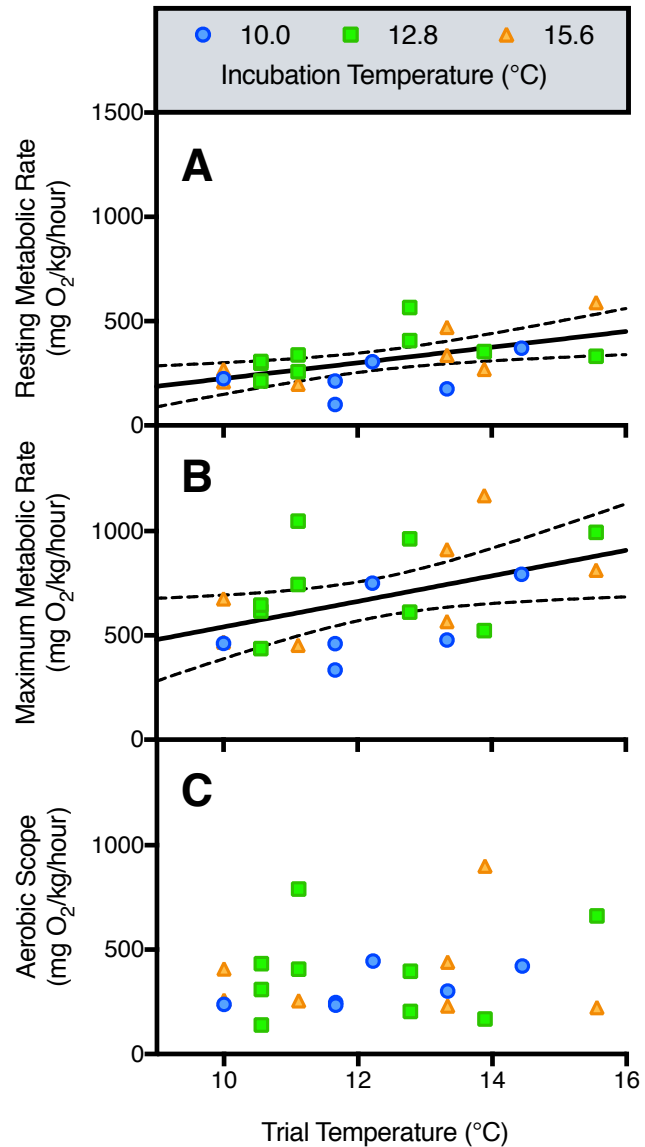 10.0 12.8 15.6
Incubation Temperature (°C)
A
Resting Metabolic Rate
(mg O₂/kg/hour)
1500
1000
500
0
B
Maximum Metabolic Rate
(mg O₂/kg/hour)
1000
500
0
C
Aerobic Scope
(mg O₂/kg/hour)
1000
500
0
10 12 14 16
Trial Temperature (°C)